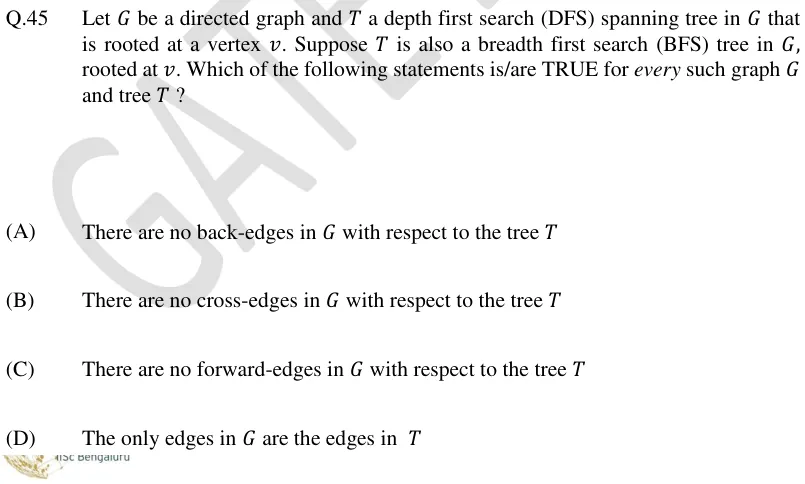 Q.45 Let 𝐺 be a directed graph and 𝑇 a depth first search (DFS) spanning tree in 𝐺 that
is rooted at a vertex 𝑣. Suppose 𝑇 is also a breadth first search (BFS) tree in 𝐺,
rooted at 𝑣. Which of the following statements is/are TRUE for every such graph 𝐺
and tree 𝑇 ?
(A) There are no back-edges in 𝐺 with respect to the tree 𝑇
(B) There are no cross-edges in 𝐺 with respect to the tree 𝑇
(C) There are no forward-edges in 𝐺 with respect to the tree 𝑇
(D) The only edges in 𝐺 are the edges in 𝑇
IISc Bengaluru
GATE